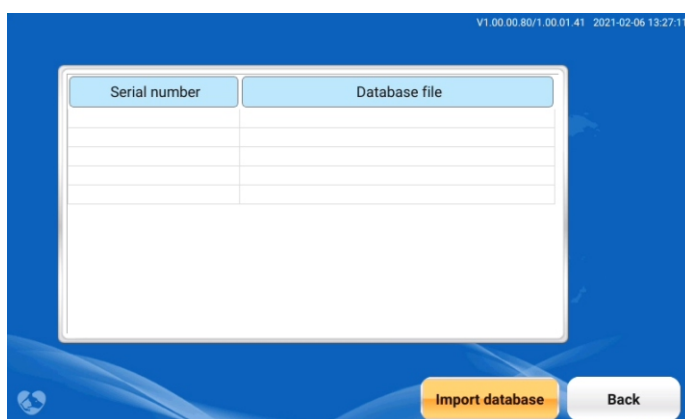 V1.00.00.80/1.00.01.41 2021-02-06 13:27:11
Serial number Database file
Import database Back